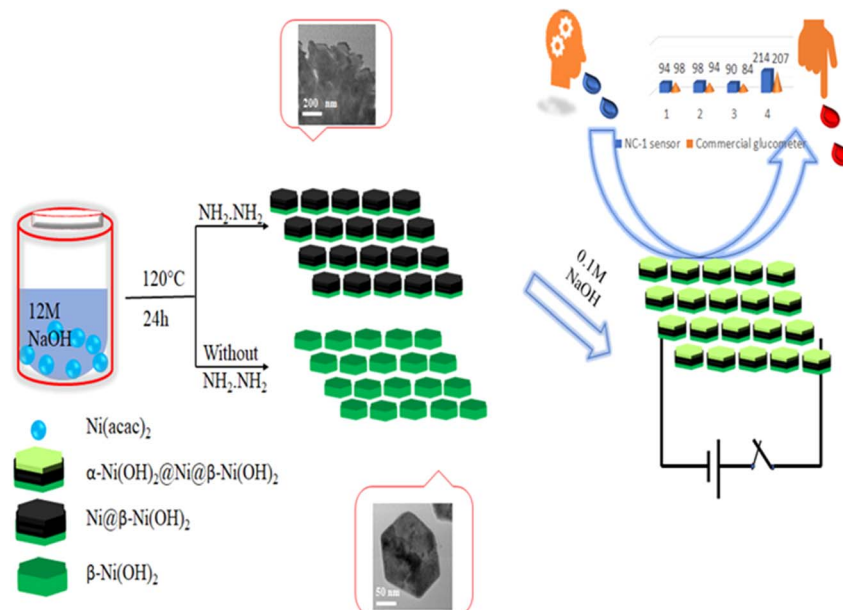 200 nm
94 98 98 94 90 84 214 207
1 2 3 4
NC-1 sensor Commercial glucometer
12M
NaOH
120°C
24h
NH₂.NH₂
Without
NH₂.NH₂
0.1M
NaOH
Ni(acac)₂
α-Ni(OH)₂@Ni@β-Ni(OH)₂
Ni@β-Ni(OH)₂
β-Ni(OH)₂
50 nm